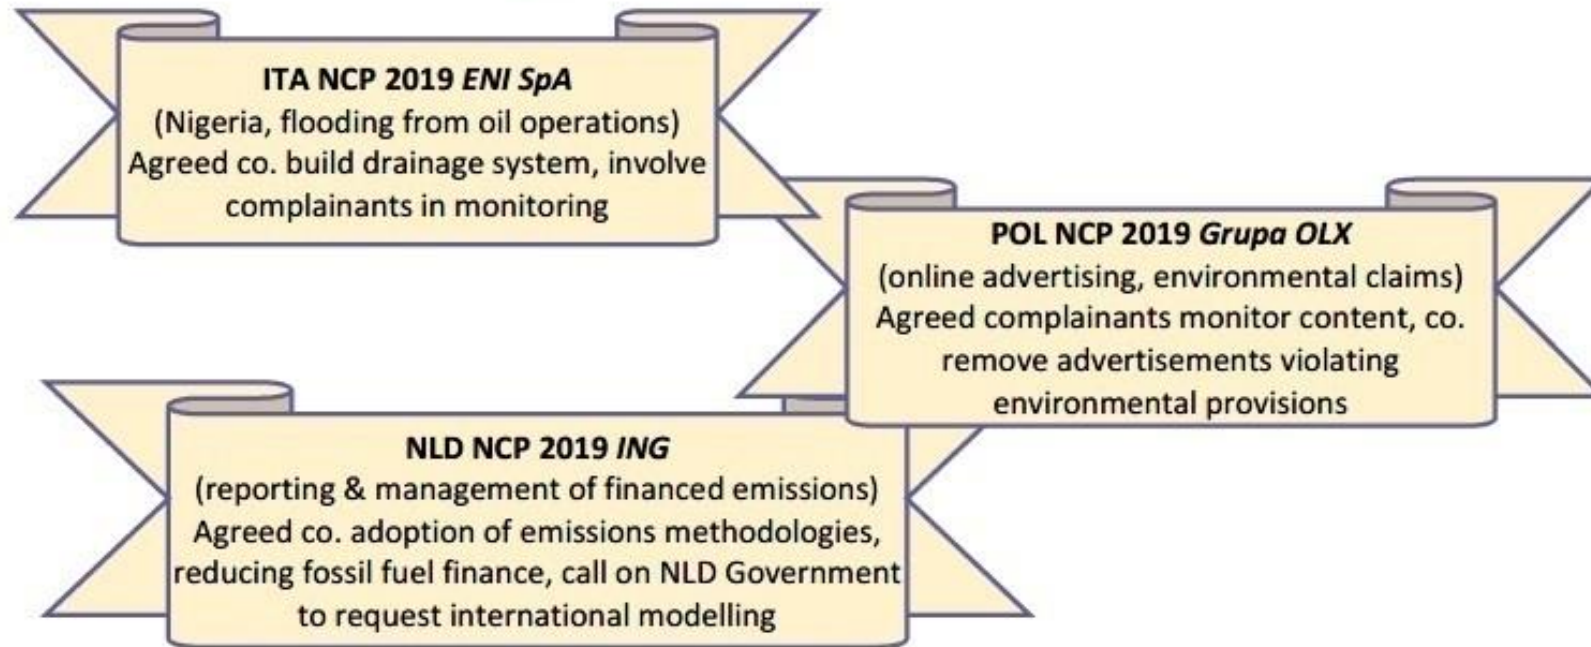 ITA NCP 2019 ENI SpA
(Nigeria, flooding from oil operations)
Agreed co. build drainage system, involve
complainants in monitoring
POL NCP 2019 Grupa OLX
(online advertising, environmental claims)
Agreed complainants monitor content, co.
remove advertisements violating
environmental provisions
NLD NCP 2019 ING
(reporting & management of financed emissions)
Agreed co. adoption of emissions methodologies,
reducing fossil fuel finance, call on NLD Government
to request international modelling